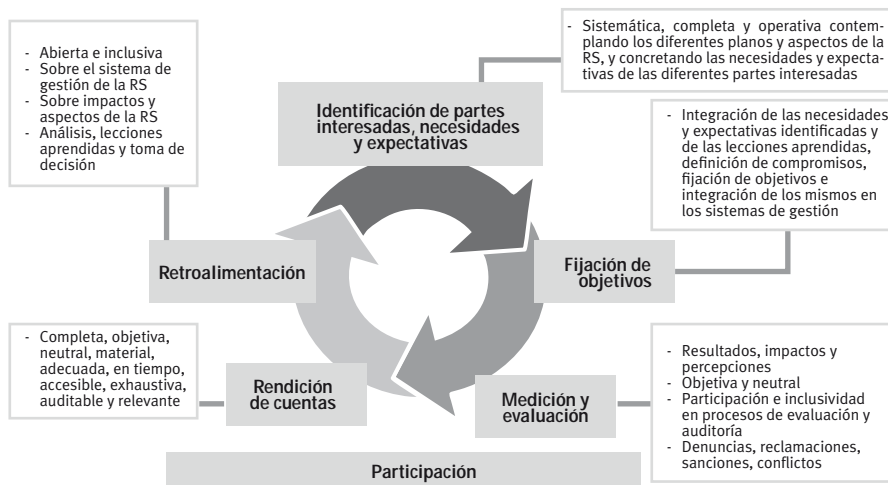 - Abierta e inclusiva
- Sobre el sistema de
gestión de la RS
- Sobre impactos y
aspectos de la RS
- Análisis, lecciones
aprendidas y toma de
decisión
Identificación de partes
interesadas, necesidades
y expectativas
- Sistemática, completa y operativa contem-
plando los diferentes planos y aspectos de la
RS, y concretando las necesidades y expecta-
tivas de las diferentes partes interesadas
- Integración de las necesidades
y expectativas identificadas y
de las lecciones aprendidas,
definición de compromisos,
fijación de objetivos e
integración de los mismos en
los sistemas de gestión
Retroalimentación
Fijación de
objetivos
- Completa, objetiva,
neutral, material,
adecuada, en tiempo,
accesible, exhaustiva,
auditable y relevante
Rendición
de cuentas
Medición y
evaluación
- Resultados, impactos y
percepciones
- Objetiva y neutral
- Participación e inclusividad
en procesos de evaluación y
auditoría
- Denuncias, reclamaciones,
sanciones, conflictos
Participación